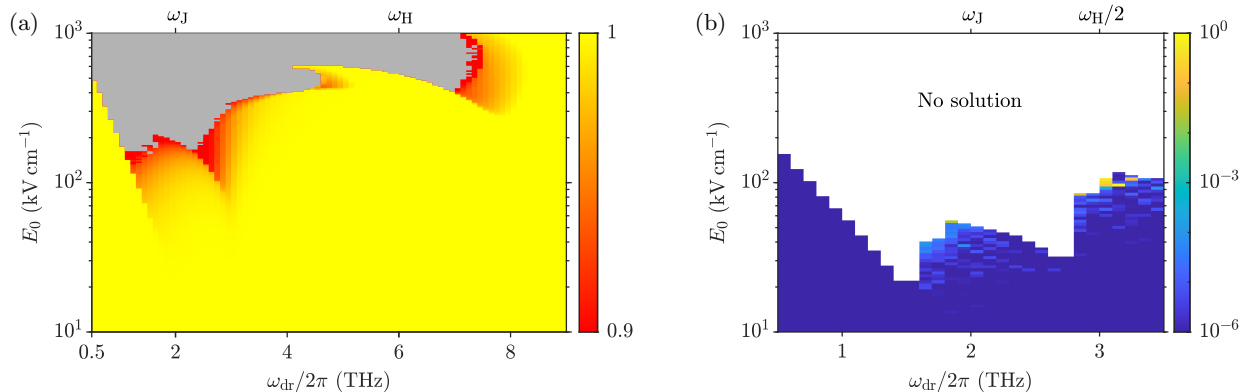 (a)
ω_J
ω_H
10^3
10^2
10^1
E_0 (kV cm^−1)
0.5
2
4
6
8
ω_dr/2π (THz)
1
0.9
(b)
ω_J
ω_H/2
10^3
10^2
10^1
E_0 (kV cm^−1)
No solution
1
2
3
ω_dr/2π (THz)
10^0
10^−3
10^−6